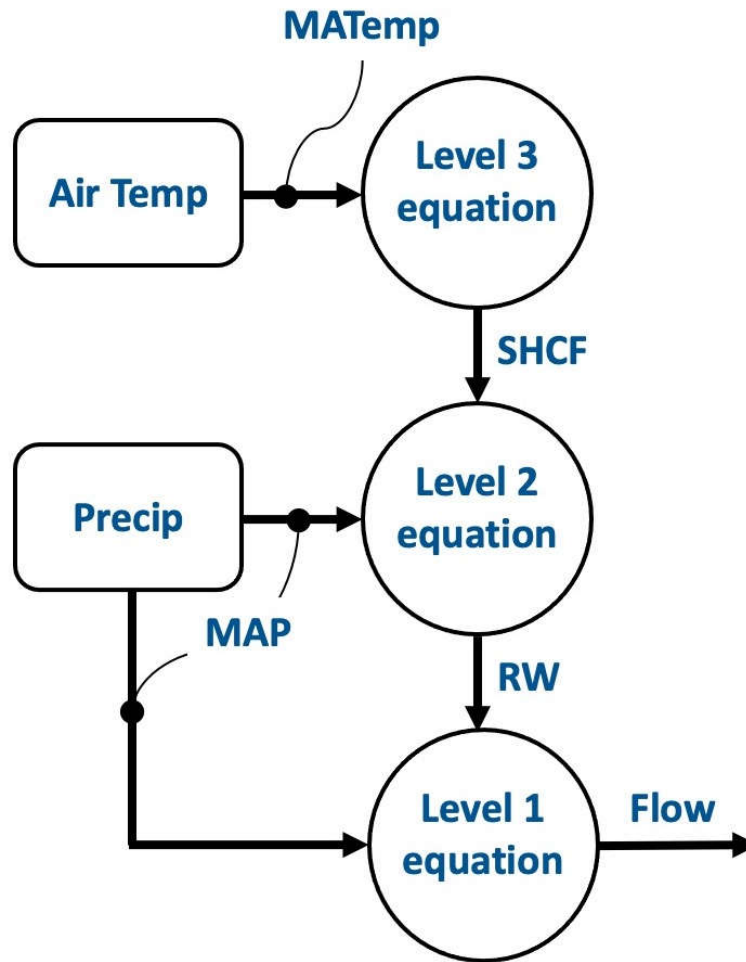 MATemp
Air Temp
Level 3
equation
SHCF
Precip
Level 2
equation
MAP
RW
Level 1
equation
Flow